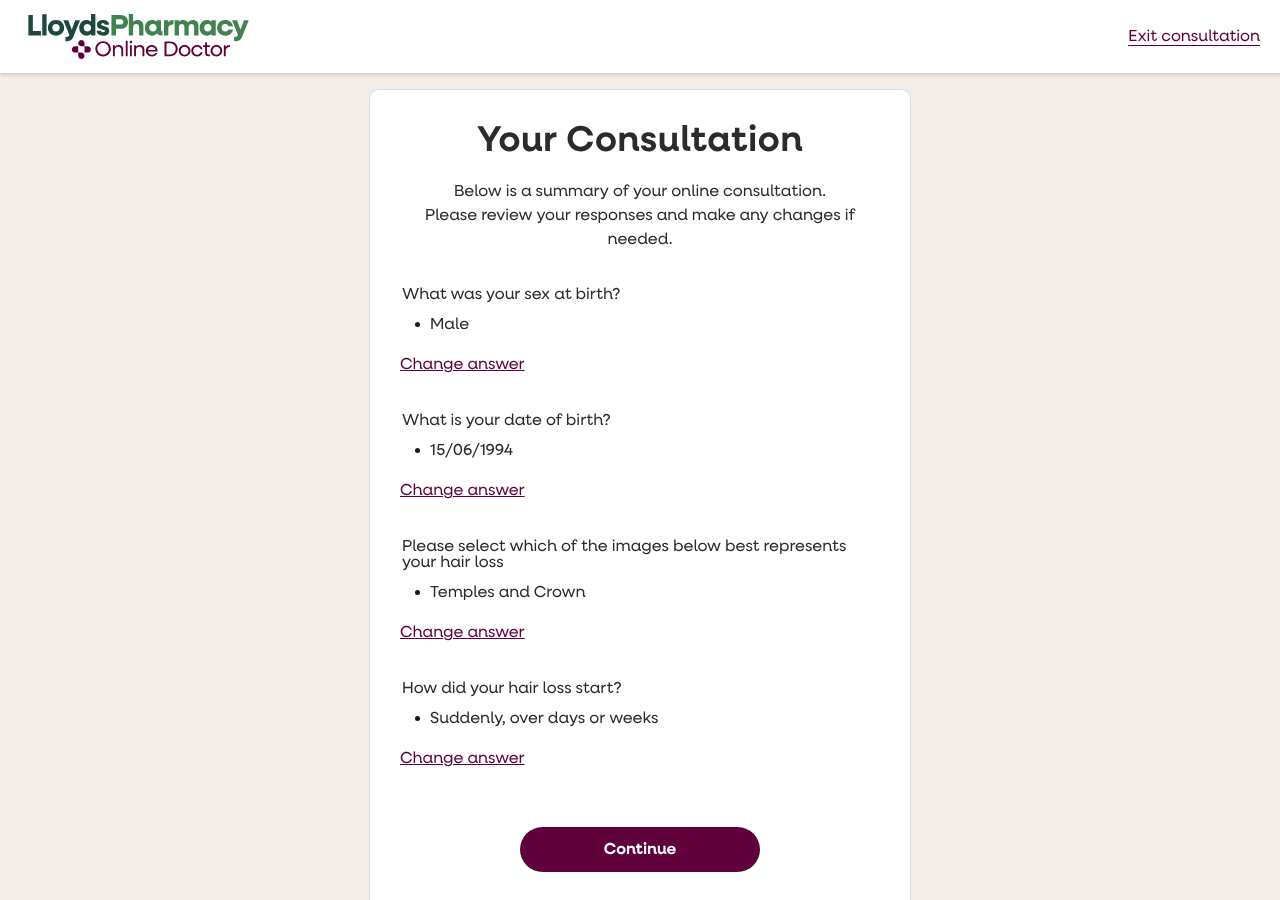 LloydsPharmacy
Online Doctor
Exit consultation
Your Consultation
Below is a summary of your online consultation.
Please review your responses and make any changes if
needed.
What was your sex at birth?
• Male
Change answer
What is your date of birth?
• 15/06/1994
Change answer
Please select which of the images below best represents
your hair loss
• Temples and Crown
Change answer
How did your hair loss start?
• Suddenly, over days or weeks
Change answer
Continue